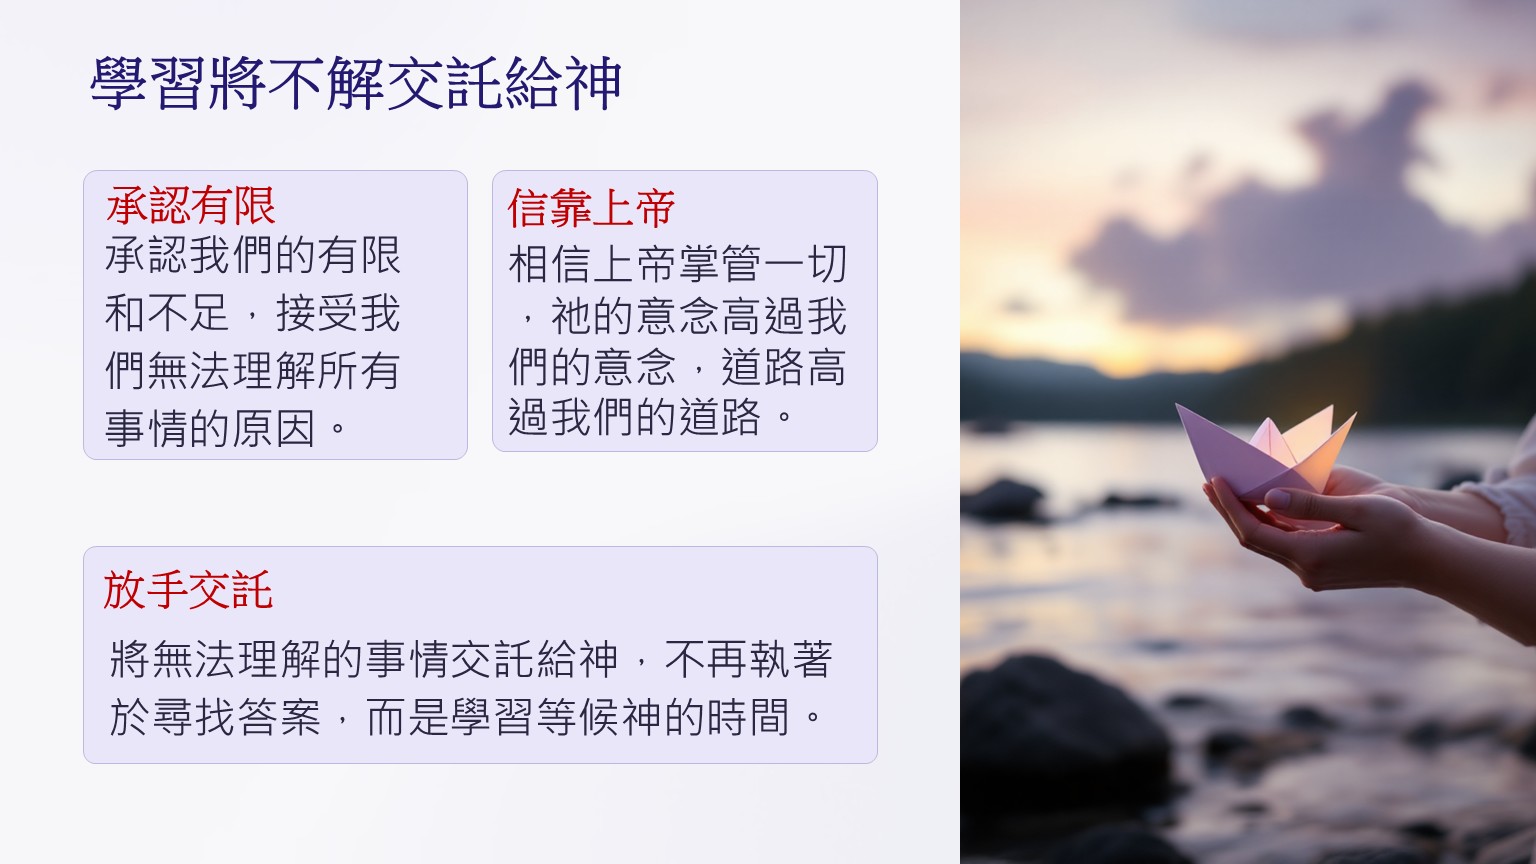 學習將不解交託給神
承認有限
承認我們的有限
和不足，接受我
們無法理解所有
事情的原因。
信靠上帝
相信上帝掌管一切
，祂的意念高過我
們的意念，道路高
過我們的道路。
放手交託
將無法理解的事情交託給神，不再執著
於尋找答案，而是學習等候神的時間。